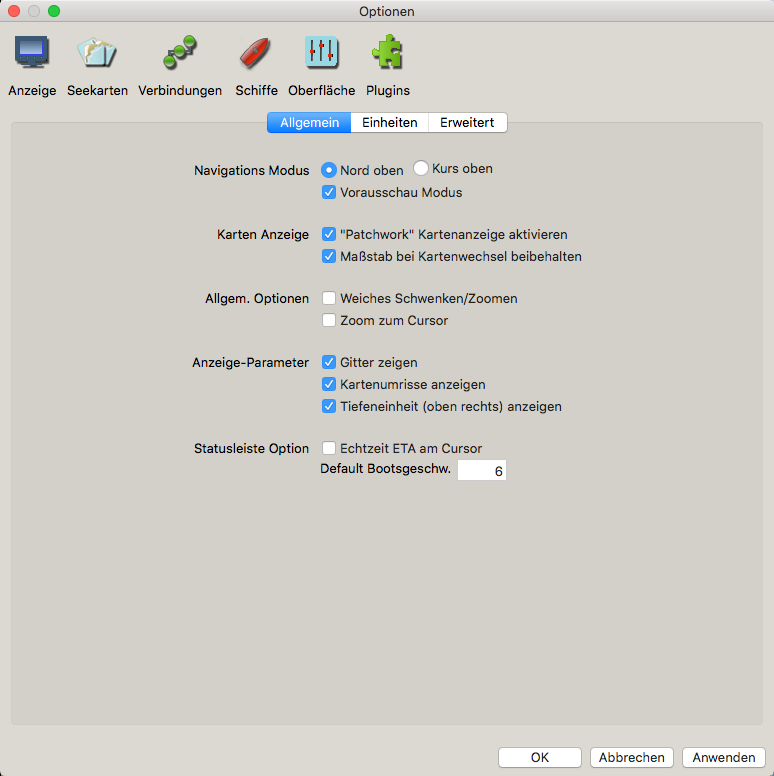 Optionen
Anzeige Seekarten Verbindungen Schiffe Oberfläche Plugins
Allgemein Einheiten Erweitert
Navigations Modus Nord oben Kurs oben
Vorausschau Modus
Karten Anzeige "Patchwork" Kartenanzeige aktivieren
Maßstab bei Kartenwechsel beibehalten
Allgem. Optionen Weiches Schwenken/Zoomen
Zoom zum Cursor
Anzeige-Parameter Gitter zeigen
Kartenumrisse anzeigen
Tiefeneinheit (oben rechts) anzeigen
Statusleiste Option Echtzeit ETA am Cursor
Default Bootsgeschw. 6
OK Abbrechen Anwenden